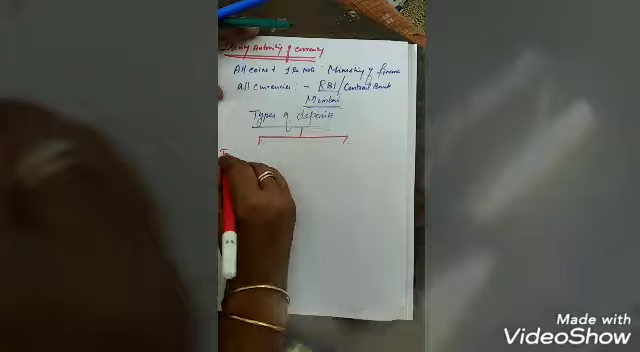 Issuing Authority of currency
All coins + 1 Rs note : Ministry of finance
All currencies : - RBI / Central Bank
Mumbai
Types of deposits
Made with
VideoShow